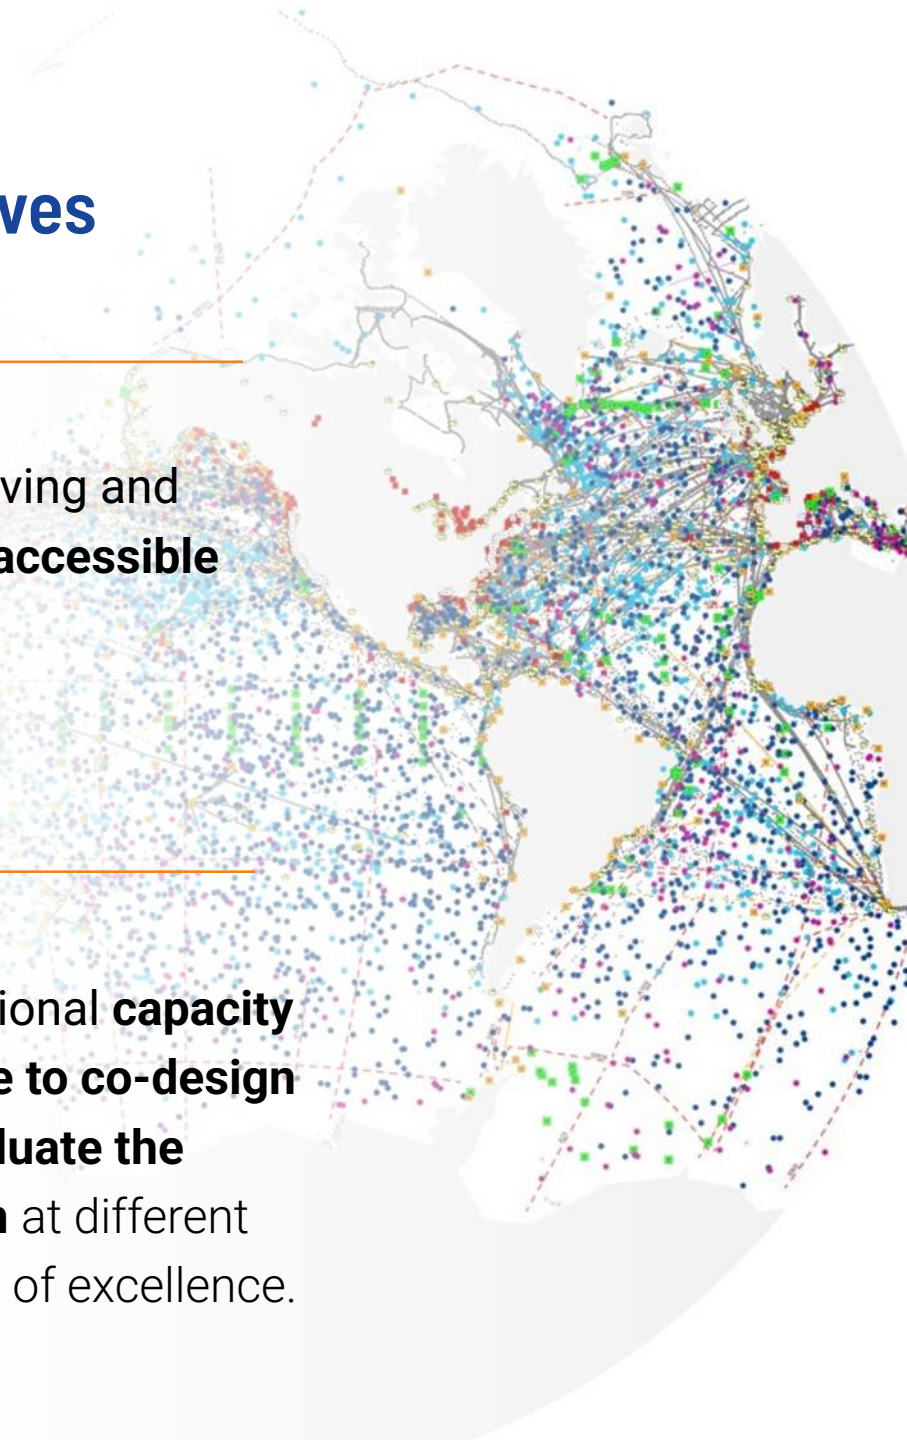 ves
ving and
accessible
ional capacity
e to co-design
luate the
n at different
of excellence.